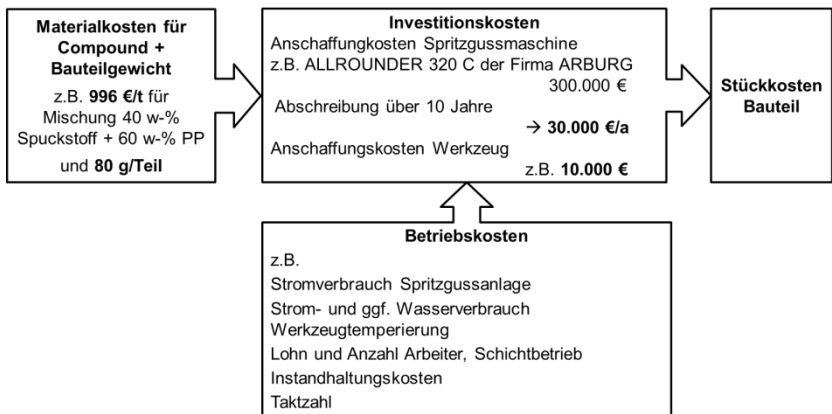 Materialkosten für
Compound +
Bauteilgewicht
z.B. 996 €/t für
Mischung 40 w-%
Spuckstoff + 60 w-% PP
und 80 g/Teil
Investitionskosten
Anschaffungkosten Spritzgussmaschine
z.B. ALLROUNDER 320 C der Firma ARBURG
300.000 €
Abschreibung über 10 Jahre
→ 30.000 €/a
Anschaffungskosten Werkzeug
z.B. 10.000 €
Stückkosten
Bauteil
Betriebskosten
z.B.
Stromverbrauch Spritzgussanlage
Strom- und ggf. Wasserverbrauch
Werkzeugtemperierung
Lohn und Anzahl Arbeiter, Schichtbetrieb
Instandhaltungskosten
Taktzahl